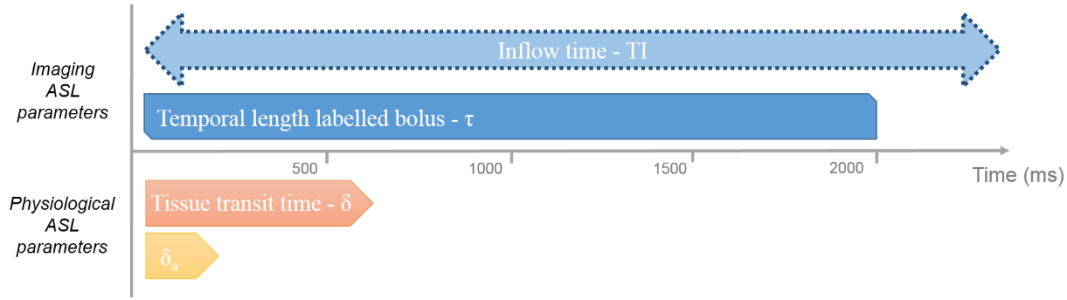 Inflow time - TI
Imaging
ASL
parameters
Temporal length labelled bolus - τ
500
1000
1500
2000
Time (ms)
Physiological
ASL
parameters
Tissue transit time - δ
δa